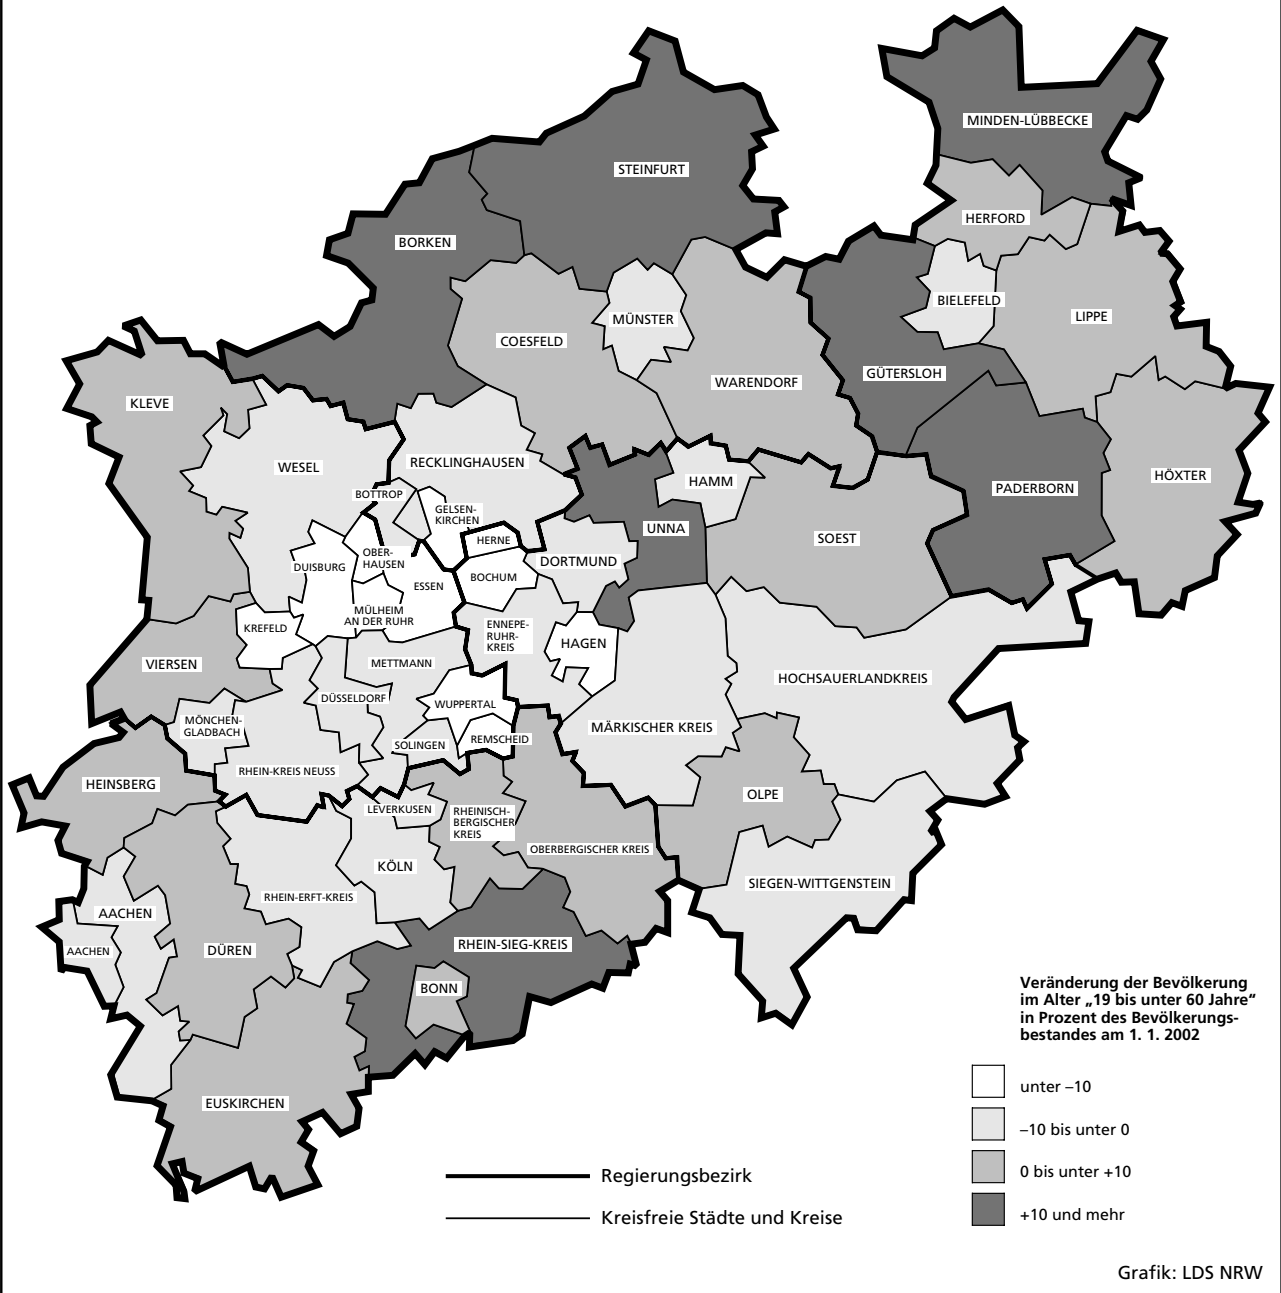 MINDEN-LÜBBECKE
STEINFURT
HERFORD
BORKEN
BIELEFELD
LIPPE
MÜNSTER
COESFELD
GÜTERSLOH
WARENDORF
KLEVE
RECKLINGHAUSEN
WESEL
HÖXTER
HAMM
PADERBORN
BOTTROP
GELSEN-
KIRCHEN
UNNA
SOEST
HERNE
OBER-
HAUSEN
DORTMUND
DUISBURG
BOCHUM
ESSEN
MÜLHEIM
AN DER RUHR
KREFELD
ENNEPE-
RUHR-
KREIS
HAGEN
VIERSEN
METTMANN
HOCHSAUERLANDKREIS
DÜSSELDORF
WUPPERTAL
MÖNCHEN-
GLADBACH
MÄRKISCHER KREIS
REMSCHEID
SOLINGEN
RHEIN-KREIS NEUSS
HEINSBERG
OLPE
LEVERKUSEN
RHEINISCH-
BERGISCHER
KREIS
OBERBERGISCHER KREIS
KÖLN
SIEGEN-WITTGENSTEIN
RHEIN-ERFT-KREIS
AACHEN
RHEIN-SIEG-KREIS
AACHEN
DÜREN
BONN
EUSKIRCHEN
Veränderung der Bevölkerung
im Alter „19 bis unter 60 Jahre“
in Prozent des Bevölkerungs-
bestandes am 1. 1. 2002
unter –10
–10 bis unter 0
0 bis unter +10
+10 und mehr
Regierungsbezirk
Kreisfreie Städte und Kreise
Grafik: LDS NRW